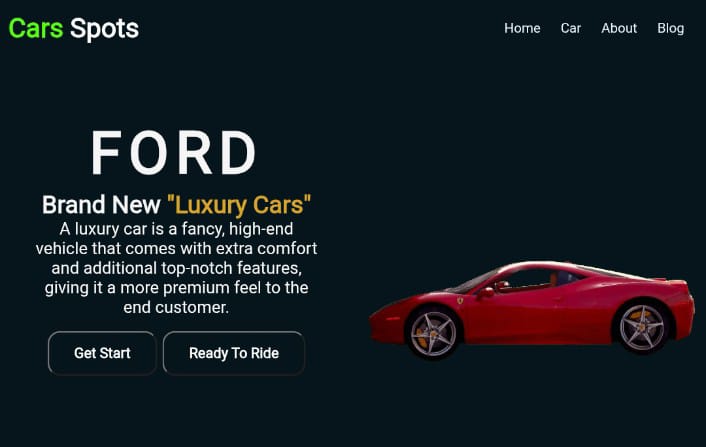 Cars Spots
Home Car About Blog
FORD
Brand New "Luxury Cars"
A luxury car is a fancy, high-end
vehicle that comes with extra comfort
and additional top-notch features,
giving it a more premium feel to the
end customer.
Get Start Ready To Ride